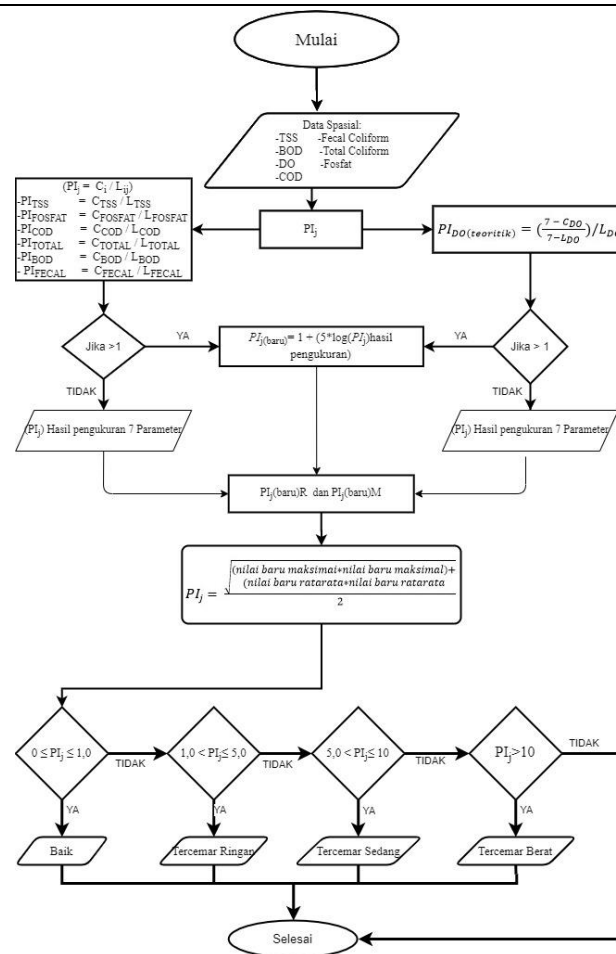 Mulai
Data Spasial:
-TSS -Fecal Coliform
-BOD -Total Coliform
-DO -Fosfat
-COD
(PIj = Ci / Lij)
-PITSS = CTSS / LTSS
-PIFOSFAT = CFOSFAT / LFOSFAT
-PICOD = CCOD / LCOD
-PITOTAL = CTOTAL / LTOTAL
-PIBOD = CBOD / LBOD
- PIFECAL = CFECAL / LFECAL
PIj
PIDO(teoritik) = (7 − CDO / 7−LDO)/LDO
Jika >1
YA
TIDAK
PIj(baru)= 1 + (5*log(PIj)hasil
pengukuran)
YA
Jika > 1
TIDAK
(PIj) Hasil pengukuran 7 Parameter
(PIj) Hasil pengukuran 7 Parameter
PIj(baru)R dan PIj(baru)M
PIj = √(nilai baru maksimai*nilai baru maksimal)+
(nilai baru ratarata*nilai baru ratarata
2
0 ≤ PIj ≤ 1,0
TIDAK
1,0 < PIj≤ 5,0
TIDAK
5,0 < PIj≤ 10
TIDAK
PIj>10
TIDAK
YA
YA
YA
YA
Baik
Tercemar Ringan
Tercemar Sedang
Tercemar Berat
Selesai